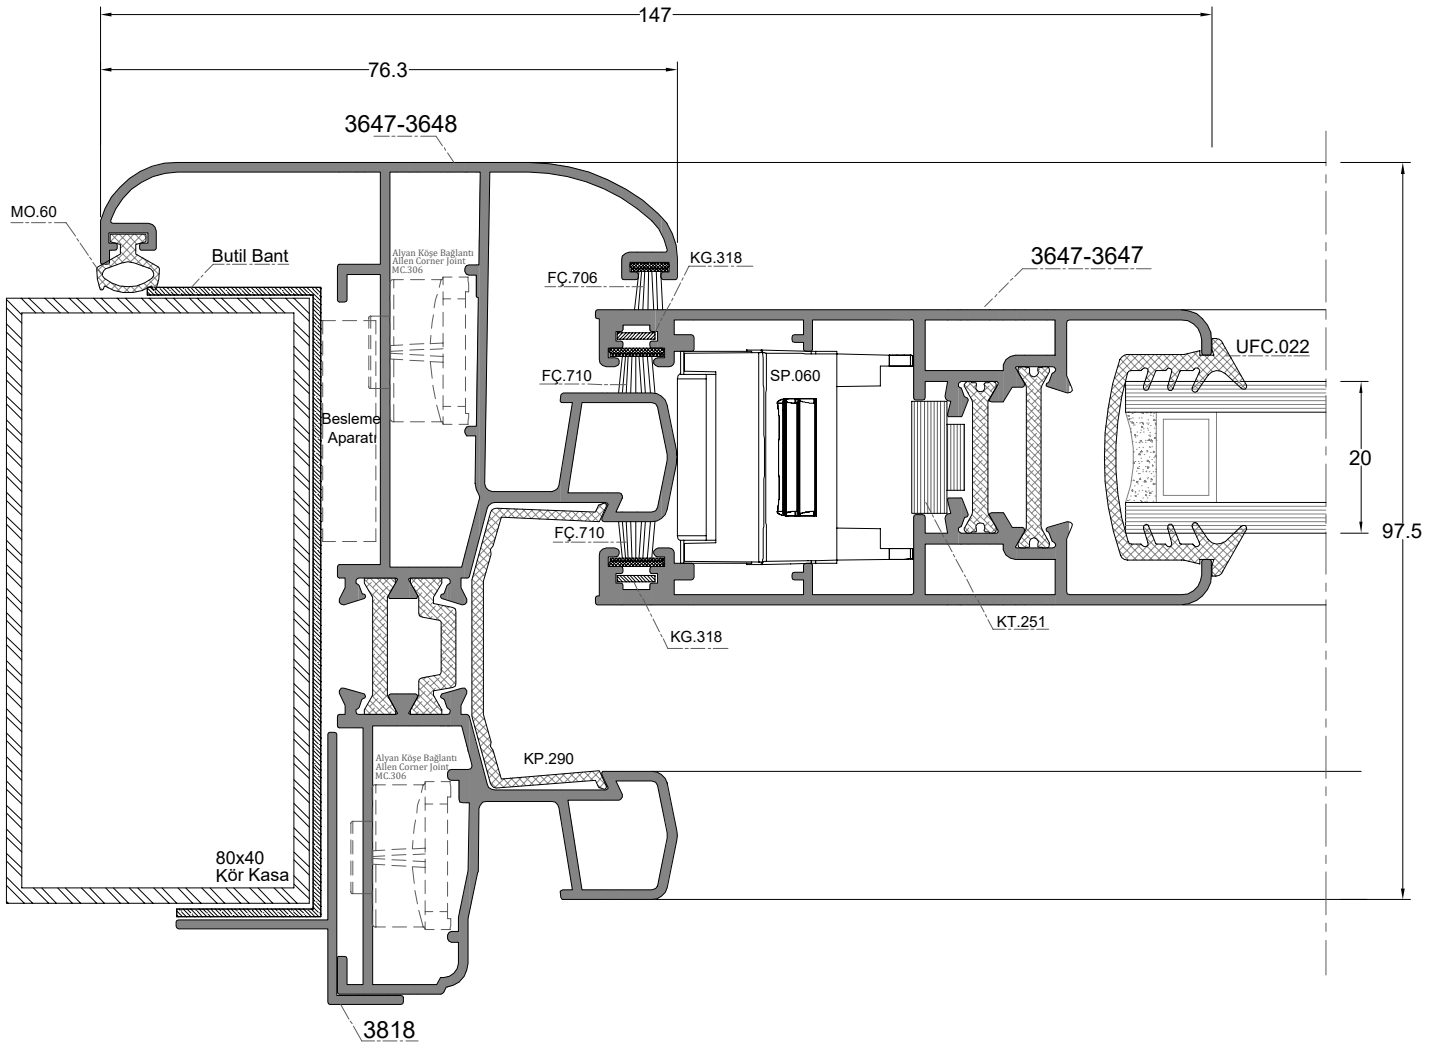 147
76.3
3647-3648
MO.60
Butil Bant
Alyan Köşe Bağlantı
Allen Corner Joint
MC.306
FÇ.706
KG.318
3647-3647
UFC.022
FÇ.710
SP.060
Besleme
Aparatı
20
FÇ.710
97.5
KG.318
KT.251
KP.290
Alyan Köşe Bağlantı
Allen Corner Joint
MC.306
80x40
Kör Kasa
3818